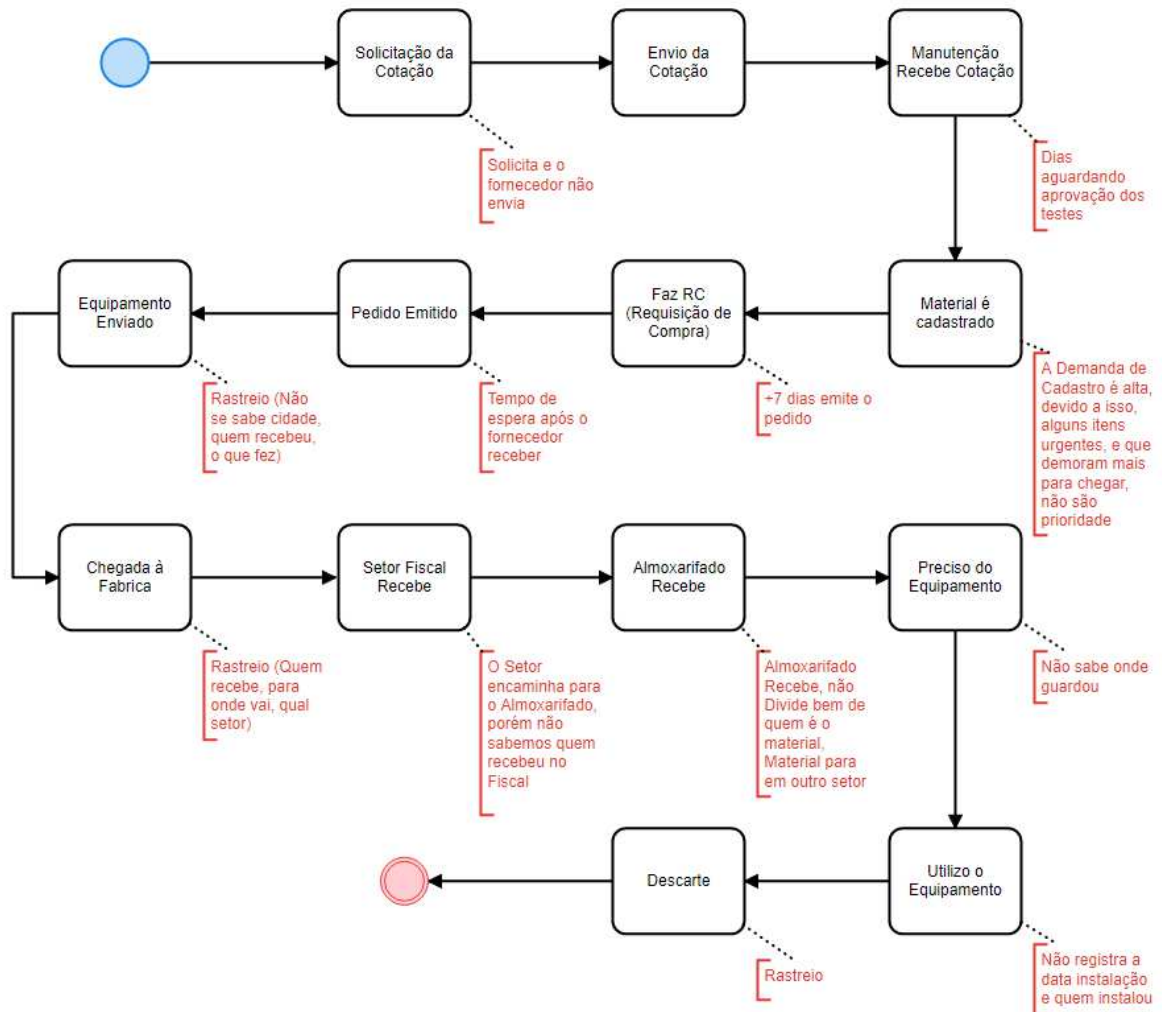 Solicitação da
Cotação
Envio da
Cotação
Manutenção
Recebe Cotação
Solicita e o
fornecedor não
envia
Dias
aguardando
aprovação dos
testes
Equipamento
Enviado
Pedido Emitido
Faz RC
(Requisição de
Compra)
Material é
cadastrado
Rastreio (Não
se sabe cidade,
quem recebeu,
o que fez)
Tempo de
espera após o
fornecedor
receber
+7 dias emite o
pedido
A Demanda de
Cadastro é alta,
devido a isso,
alguns itens
urgentes, e que
demoram mais
para chegar,
não são
prioridade
Chegada à
Fabrica
Setor Fiscal
Recebe
Almoxarifado
Recebe
Preciso do
Equipamento
Rastreio (Quem
recebe, para
onde vai, qual
setor)
O Setor
encaminha para
o Almoxarifado,
porém não
sabemos quem
recebeu no
Fiscal
Almoxarifado
Recebe, não
Divide bem de
quem é o
material,
Material para
em outro setor
Não sabe onde
guardou
Descarte
Utilizo o
Equipamento
Rastreio
Não registra a
data instalação
e quem instalou